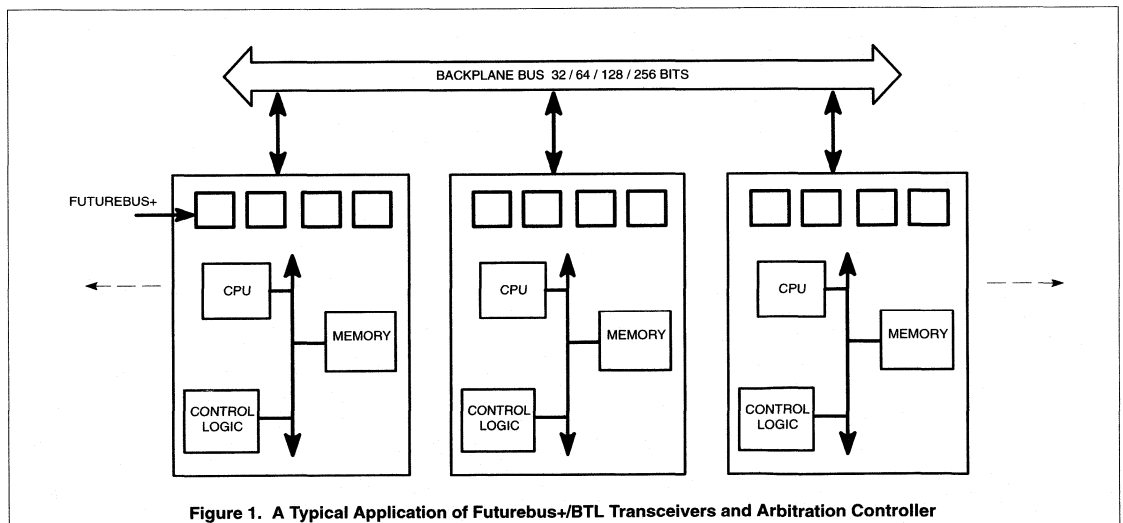 BACKPLANE BUS 32 / 64 / 128 / 256 BITS
FUTUREBUS+
CPU
MEMORY
CONTROL
LOGIC
CPU
MEMORY
CONTROL
LOGIC
CPU
MEMORY
CONTROL
LOGIC
Figure 1. A Typical Application of Futurebus+/BTL Transceivers and Arbitration Controller